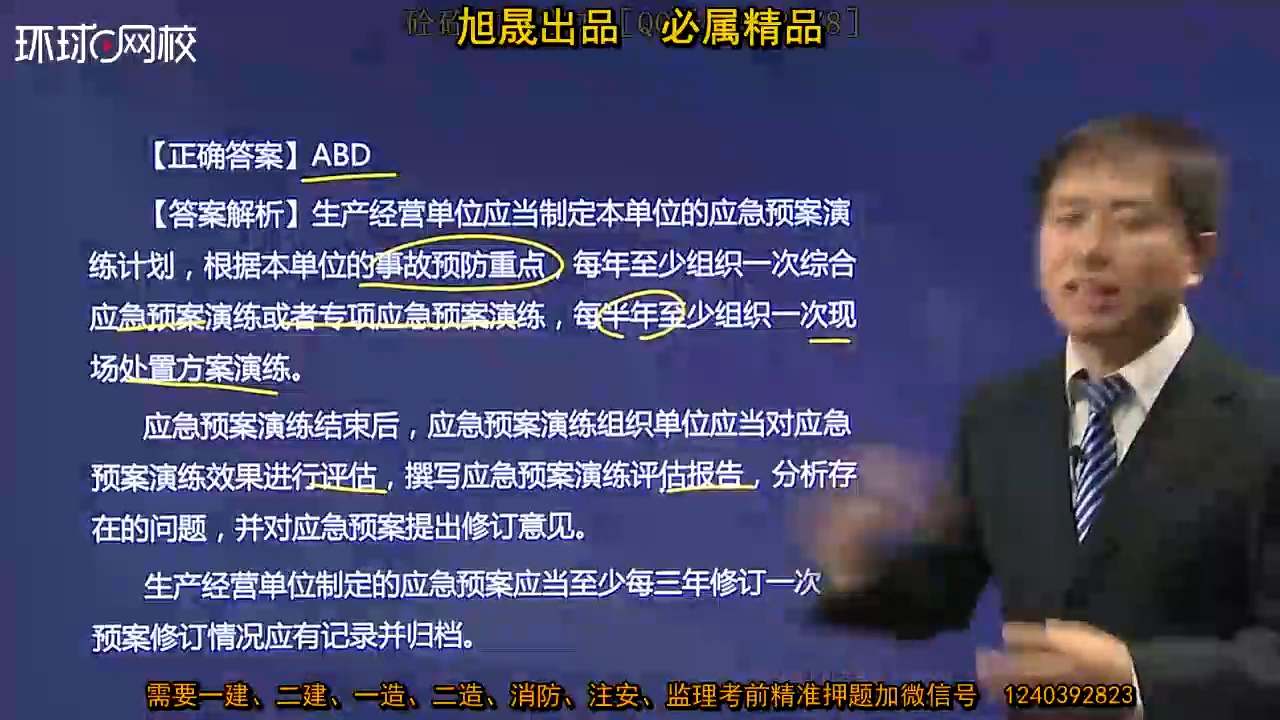 旭晟出品 必属精品
环球网校
【正确答案】ABD
【答案解析】生产经营单位应当制定本单位的应急预案演
练计划，根据本单位的事故预防重点，每年至少组织一次综合
应急预案演练或者专项应急预案演练，每半年至少组织一次现
场处置方案演练。
应急预案演练结束后，应急预案演练组织单位应当对应急
预案演练效果进行评估，撰写应急预案演练评估报告，分析存
在的问题，并对应急预案提出修订意见。
生产经营单位制定的应急预案应当至少每三年修订一次
预案修订情况应有记录并归档。
需要一建、二建、一造、二造、消防、注安、监理考前精准押题加微信号 1240392823